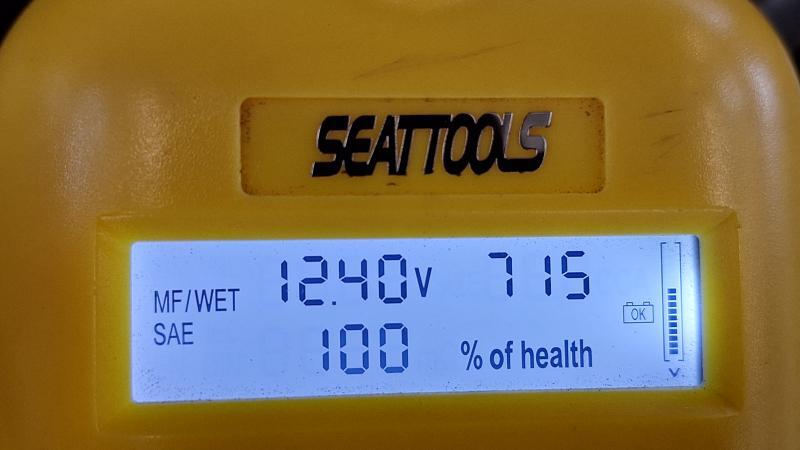 SEATTOOLS
MF/WET 12.40V 715
SAE 100 % of health
OK